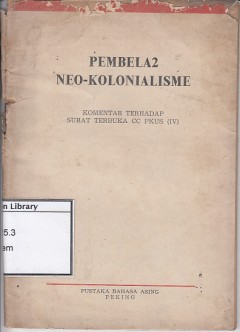 PEMBELA2
NEO-KOLONIALISME
KOMENTAR TERHADAP
SURAT TERBUKA CC PKUS (IV)
n Library
5.3
em
PUSTAKA BAHASA ASING
PEKING